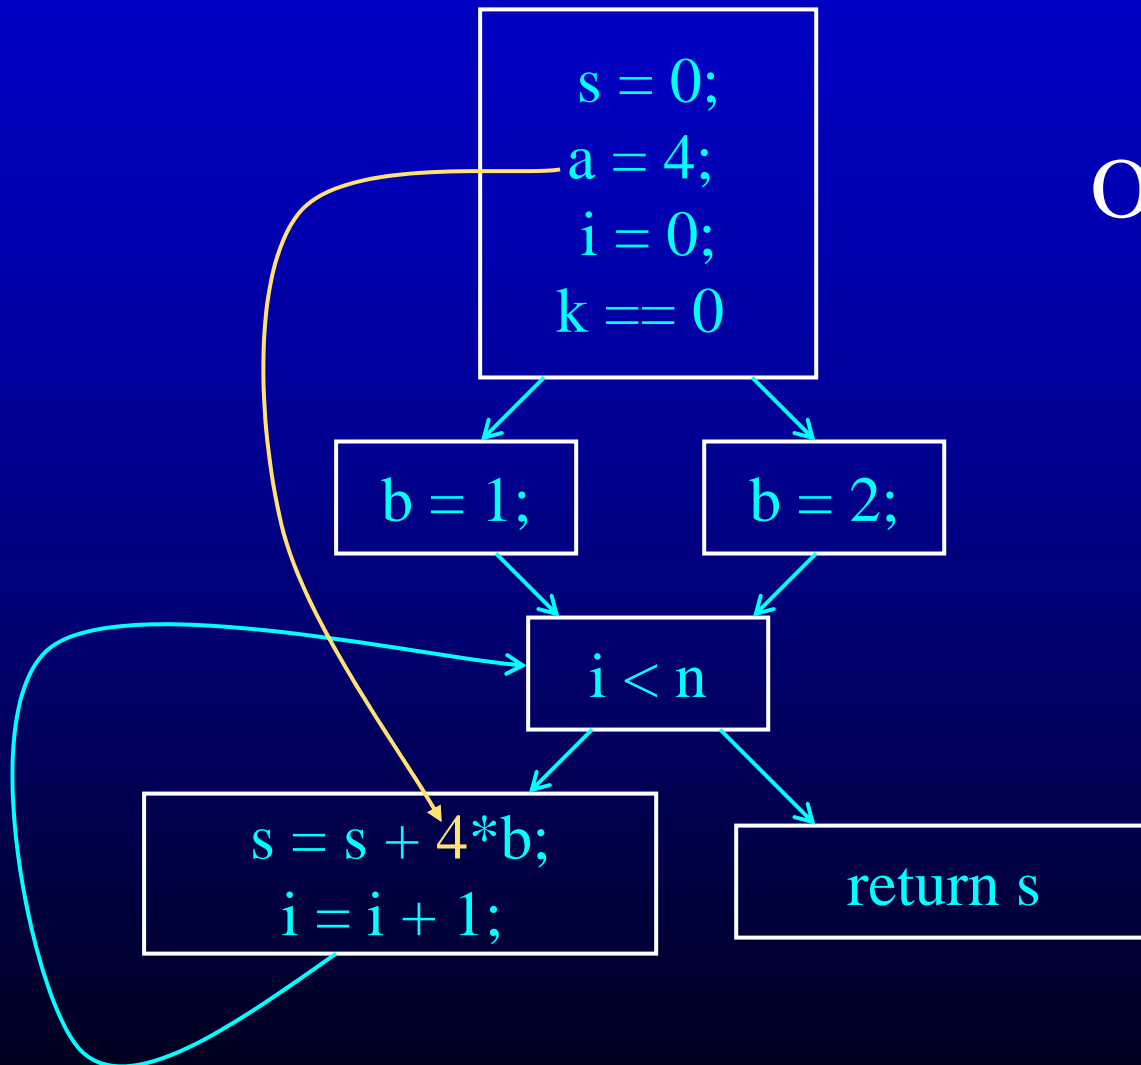 s = 0;
a = 4;
O
i = 0;
k == 0
b = 1;
b = 2;
i < n
s = s + 4*b;
i = i + 1;
return s